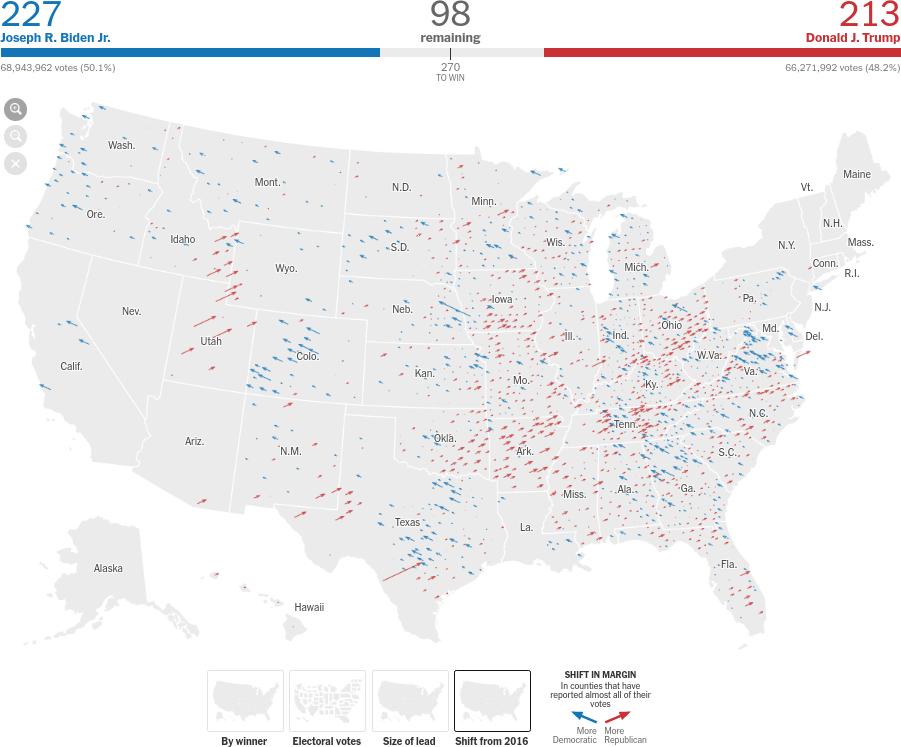 227
98
213
Joseph R. Biden Jr.
remaining
Donald J. Trump
68,943,962 votes (50.1%)
270
TO WIN
66,271,992 votes (48.2%)
Wash.
Mont.
N.D.
Minn.
Vt.
Maine
Ore.
Idaho
S.D.
Wis.
N.H.
Wyo.
Mich.
N.Y.
Mass.
Conn.
R.I.
Nev.
Neb.
Iowa
Pa.
N.J.
Utah
Colo.
Ill.
Ind.
Ohio
Md.
Del.
Calif.
Kan.
Mo.
Ky.
W.Va.
Va.
Ariz.
N.M.
Okla.
Ark.
Tenn.
N.C.
S.C.
Texas
La.
Miss.
Ala.
Ga.
Alaska
Hawaii
Fla.
By winner
Electoral votes
Size of lead
Shift from 2016
SHIFT IN MARGIN
In counties that have
reported almost all of their
votes
More
Democratic
More
Republican